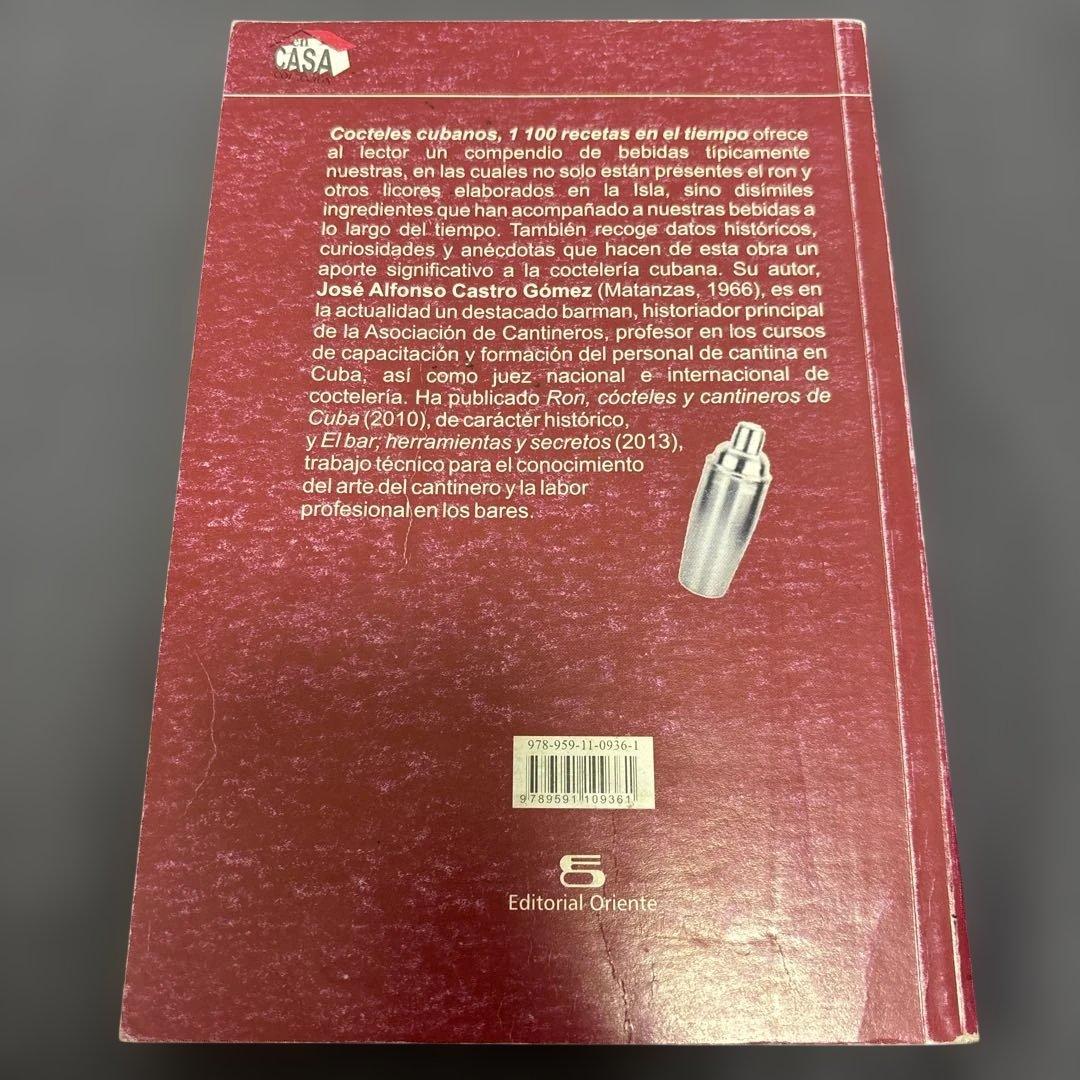 en
CASA
COLECCIÓN
Cocteles cubanos, 1 100 recetas en el tiempo ofrece
al lector un compendio de bebidas típicamente
nuestras, en las cuales no solo están presentes el ron y
otros licores elaborados en la Isla, sino disímiles
ingredientes que han acompañado a nuestras bebidas a
lo largo del tiempo. También recoge datos históricos,
curiosidades y anécdotas que hacen de esta obra un
aporte significativo a la coctelería cubana. Su autor,
José Alfonso Castro Gómez (Matanzas, 1966), es en
la actualidad un destacado barman, historiador principal
de la Asociación de Cantineros, profesor en los cursos
de capacitación y formación del personal de cantina en
Cuba, así como juez nacional e internacional de
coctelería. Ha publicado Ron, cócteles y cantineros de
Cuba (2010), de carácter histórico,
y El bar, herramientas y secretos (2013),
trabajo técnico para el conocimiento
del arte del cantinero y la labor
profesional en los bares.
978-959-11-0936-1
9 789591 109361
Editorial Oriente